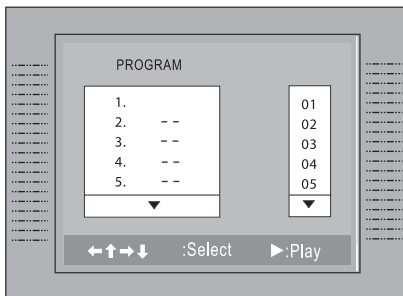 PROGRAM
1.
2. - -
3. - -
4. - -
5. - -
▼
01
02
03
04
05
▼
←↑→↓ :Select ►:Play